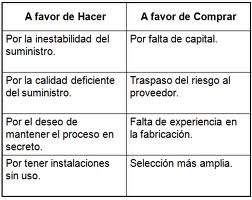 A favor de Hacer
A favor de Comprar
Por la inestabilidad del
suministro.
Por falta de capital.
Por la calidad deficiente
del suministro.
Traspaso del riesgo al
proveedor.
Por el deseo de
mantener el proceso en
secreto.
Falta de experiencia en
la fabricación.
Por tener instalaciones
sin uso.
Selección más amplia.